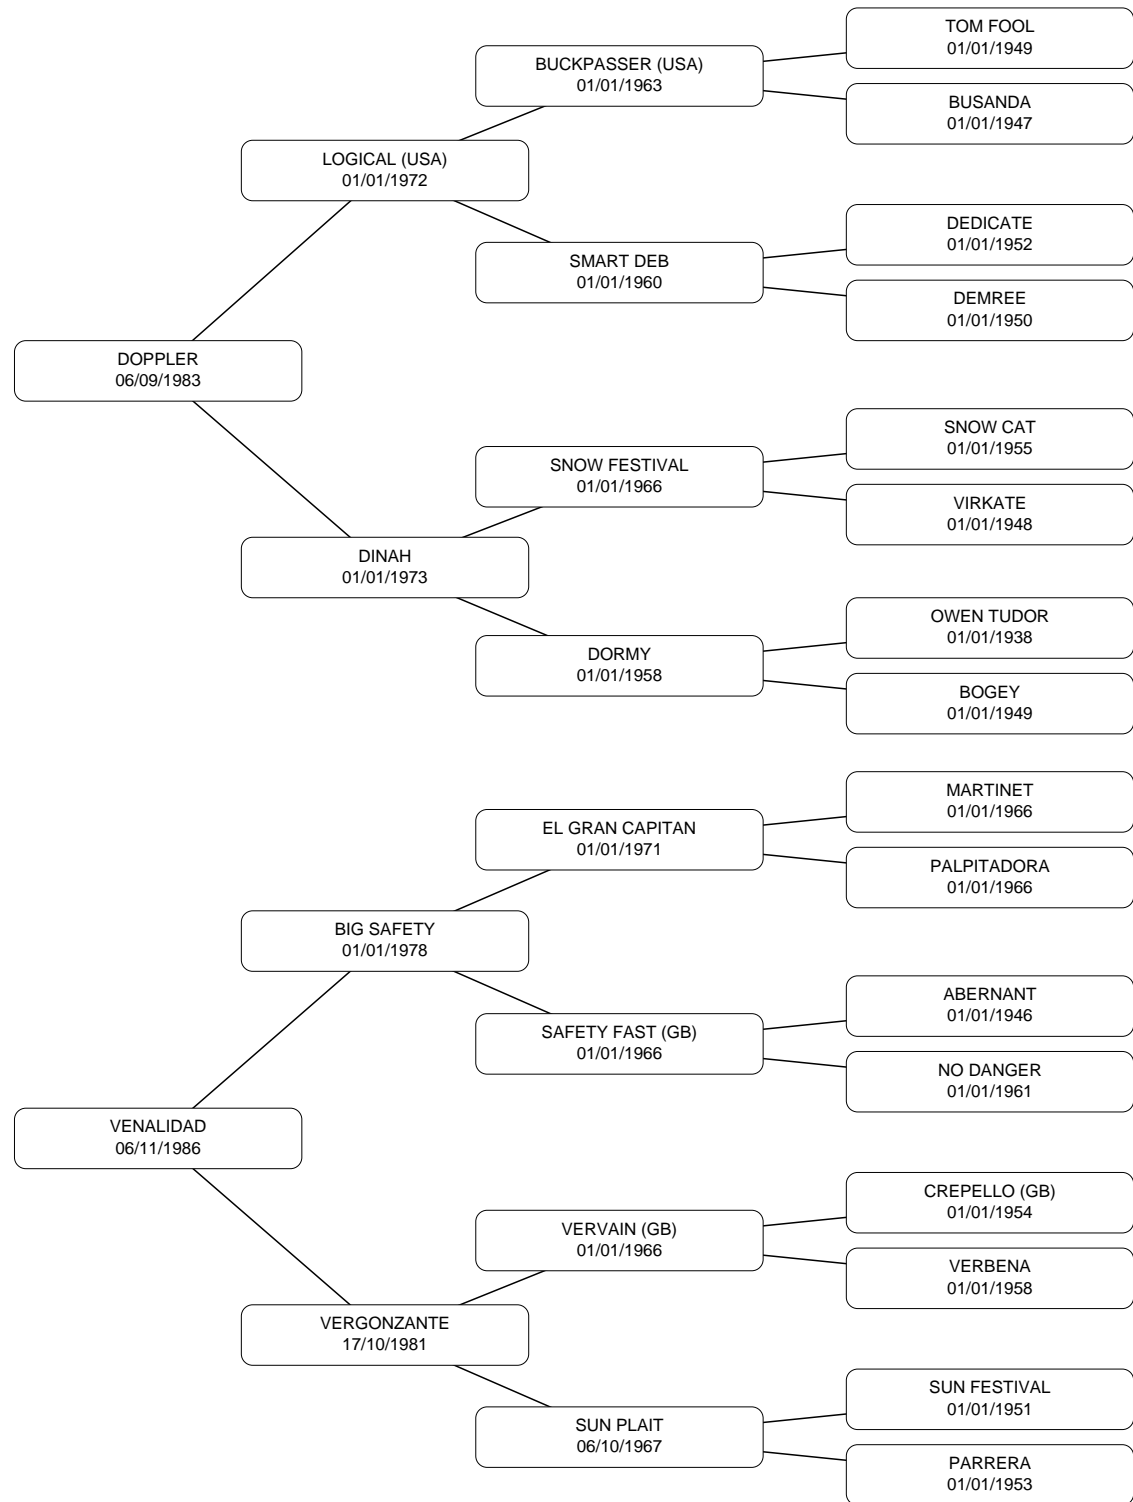 TOM FOOL
01/01/1949
BUCKPASSER (USA)
01/01/1963
BUSANDA
01/01/1947
LOGICAL (USA)
01/01/1972
DEDICATE
01/01/1952
SMART DEB
01/01/1960
DEMREE
01/01/1950
DOPPLER
06/09/1983
SNOW CAT
01/01/1955
SNOW FESTIVAL
01/01/1966
VIRKATE
01/01/1948
DINAH
01/01/1973
OWEN TUDOR
01/01/1938
DORMY
01/01/1958
BOGEY
01/01/1949
MARTINET
01/01/1966
EL GRAN CAPITAN
01/01/1971
PALPITADORA
01/01/1966
BIG SAFETY
01/01/1978
ABERNANT
01/01/1946
SAFETY FAST (GB)
01/01/1966
NO DANGER
01/01/1961
VENALIDAD
06/11/1986
CREPELLO (GB)
01/01/1954
VERVAIN (GB)
01/01/1966
VERBENA
01/01/1958
VERGONZANTE
17/10/1981
SUN FESTIVAL
01/01/1951
SUN PLAIT
06/10/1967
PARRERA
01/01/1953